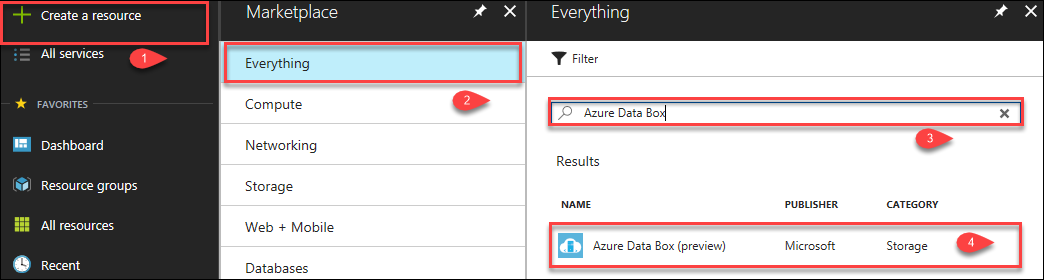 Create a resource
1
All services
FAVORITES
Dashboard
Resource groups
All resources
Recent
Marketplace
Everything
2
Compute
Networking
Storage
Web + Mobile
Databases
Everything
Filter
Azure Data Box
3
Results
NAME PUBLISHER CATEGORY
Azure Data Box (preview) Microsoft Storage 4